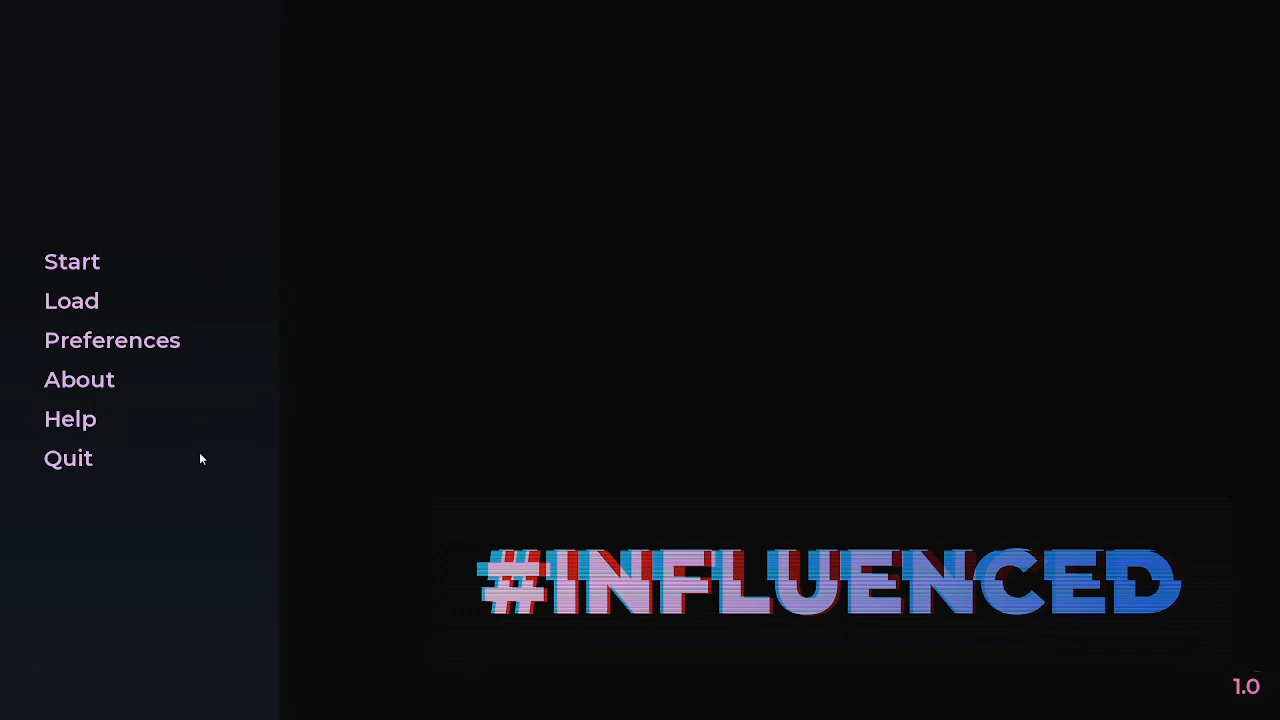 Start
Load
Preferences
About
Help
Quit
#INFLUENCED
1.0